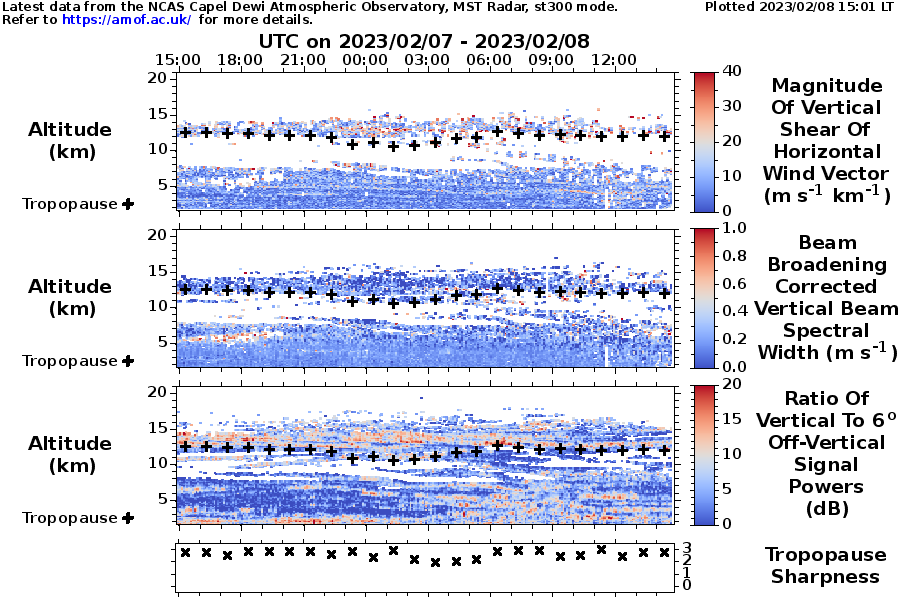 Latest data from the NCAS Capel Dewi Atmospheric Observatory, MST Radar, st300 mode.
Plotted 2023/02/08 15:01 LT
Refer to https://amof.ac.uk/ for more details.
UTC on 2023/02/07 - 2023/02/08
15:00 18:00 21:00 00:00 03:00 06:00 09:00 12:00
20
15
10
5
Altitude
(km)
Tropopause
40
30
20
10
0
Magnitude
Of Vertical
Shear Of
Horizontal
Wind Vector
(m s-1 km-1)
20
15
10
5
Altitude
(km)
Tropopause
1.0
0.8
0.6
0.4
0.2
0.0
Beam
Broadening
Corrected
Vertical Beam
Spectral
Width (m s-1)
20
15
10
5
Altitude
(km)
Tropopause
20
15
10
5
0
Ratio Of
Vertical To 6o
Off-Vertical
Signal
Powers
(dB)
3
2
1
0
Tropopause
Sharpness